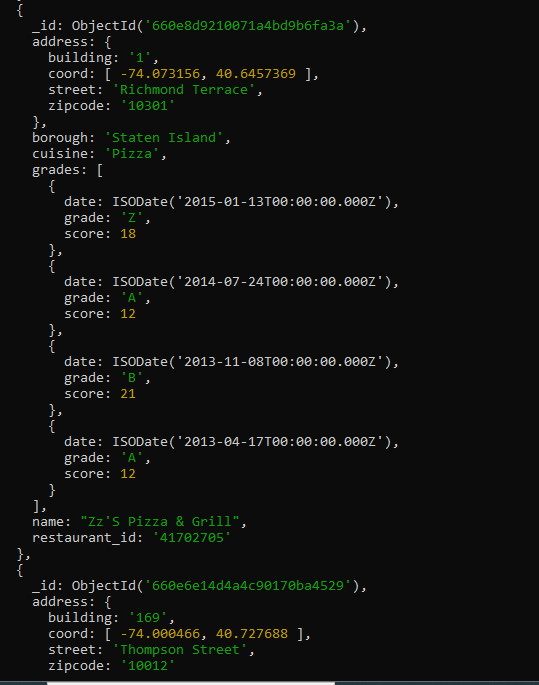 {
_id: ObjectId('660e8d9210071a4bd9b6fa3a'),
address: {
building: '1',
coord: [ -74.073156, 40.6457369 ],
street: 'Richmond Terrace',
zipcode: '10301'
},
borough: 'Staten Island',
cuisine: 'Pizza',
grades: [
{
date: ISODate('2015-01-13T00:00:00.000Z'),
grade: 'Z',
score: 18
},
{
date: ISODate('2014-07-24T00:00:00.000Z'),
grade: 'A',
score: 12
},
{
date: ISODate('2013-11-08T00:00:00.000Z'),
grade: 'B',
score: 21
},
{
date: ISODate('2013-04-17T00:00:00.000Z'),
grade: 'A',
score: 12
}
],
name: "Zz'S Pizza & Grill",
restaurant_id: '41702705'
},
{
_id: ObjectId('660e6e14d4a4c90170ba4529'),
address: {
building: '169',
coord: [ -74.000466, 40.727688 ],
street: 'Thompson Street',
zipcode: '10012'